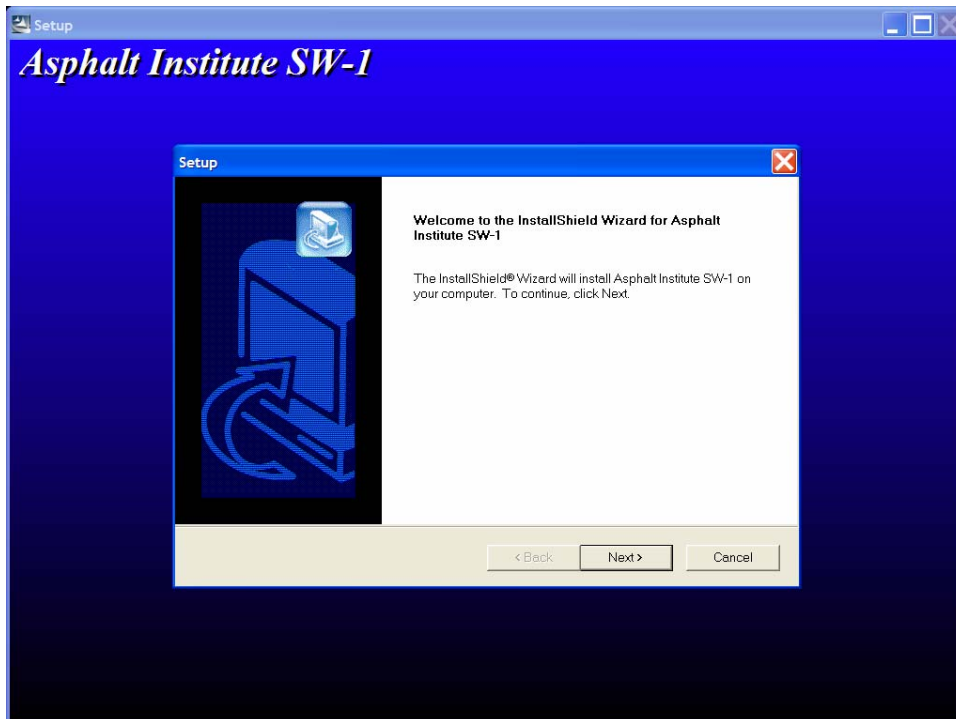 Setup
Asphalt Institute SW-1
Setup
Welcome to the InstallShield Wizard for Asphalt
Institute SW-1
The InstallShield® Wizard will install Asphalt Institute SW-1 on
your computer. To continue, click Next.
< Back
Next >
Cancel